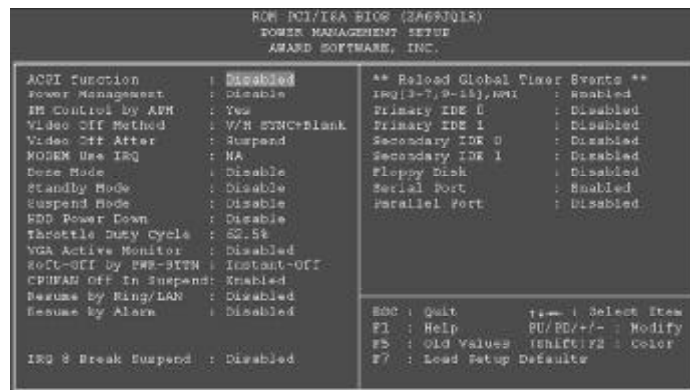 ROM PCI/ISA BIOS (2A69JQ1R)
POWER MANAGEMENT SETUP
AWARD SOFTWARE, INC.
ACPI function : Disabled
Power Management : Disable
PM Control by APM : Yes
Video Off Method : V/H SYNC+Blank
Video Off After : Suspend
MODEM Use IRQ : NA
Doze Mode : Disable
Standby Mode : Disable
Suspend Mode : Disable
HDD Power Down : Disable
Throttle Duty Cycle : 62.5%
VGA Active Monitor : Disabled
Soft-Off by PWR-BTTN : Instant-Off
CPUFAN Off In Suspend: Enabled
Resume by Ring/LAN : Disabled
Resume by Alarm : Disabled
IRQ 8 Break Suspend : Disabled
** Reload Global Timer Events **
IRQ[3-7,9-15],NMI : Enabled
Primary IDE 0 : Disabled
Primary IDE 1 : Disabled
Secondary IDE 0 : Disabled
Secondary IDE 1 : Disabled
Floppy Disk : Disabled
Serial Port : Enabled
Parallel Port : Disabled
ESC : Quit ↑↓→← : Select Item
F1 : Help PU/PD/+/- : Modify
F5 : Old Values (Shift)F2 : Color
F7 : Load Setup Defaults